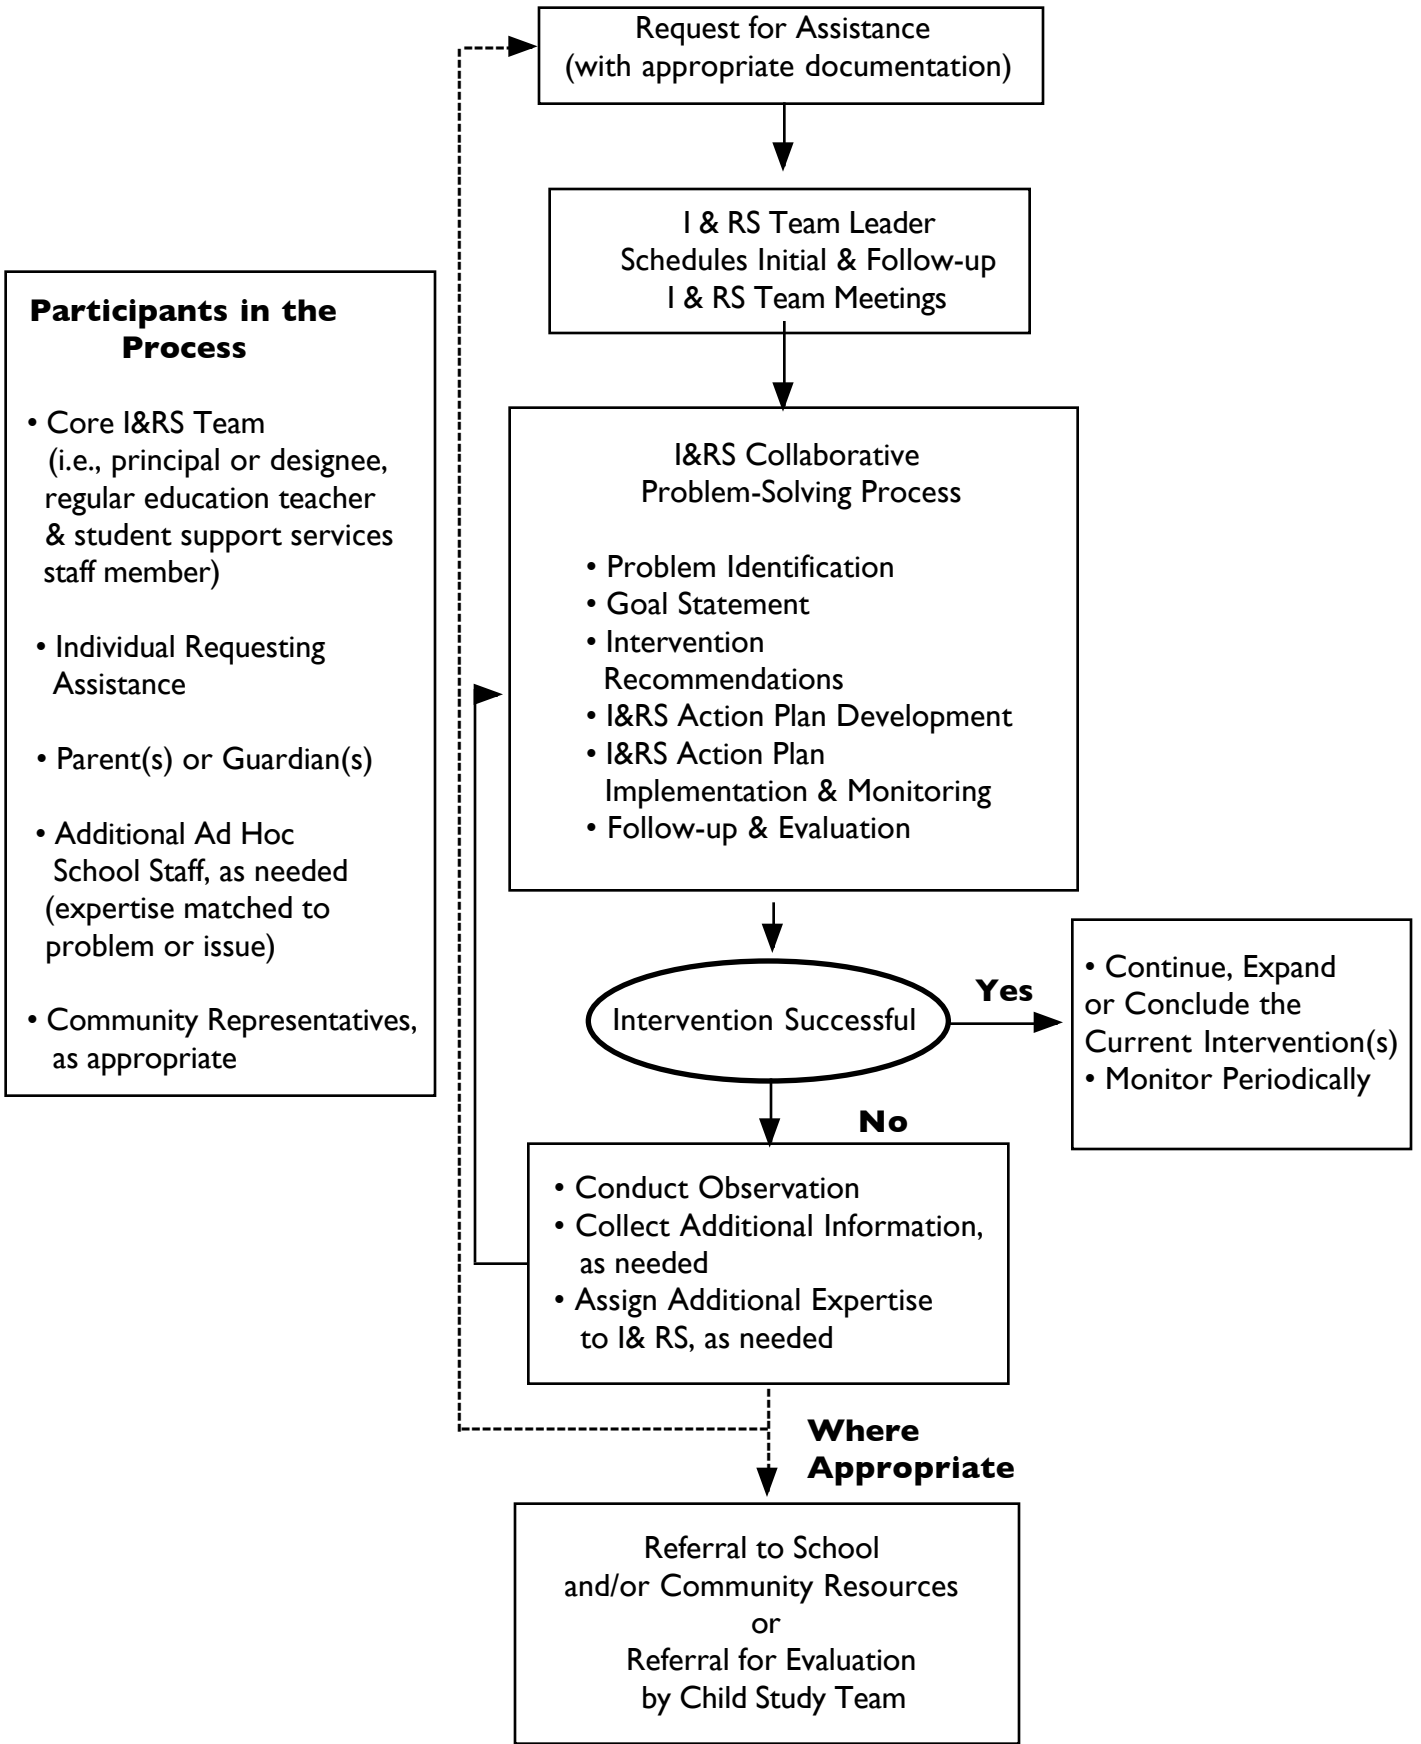 Request for Assistance
(with appropriate documentation)
I & RS Team Leader
Schedules Initial & Follow-up
I & RS Team Meetings
Participants in the
Process
• Core I&RS Team
(i.e., principal or designee,
regular education teacher
& student support services
staff member)
• Individual Requesting
Assistance
• Parent(s) or Guardian(s)
• Additional Ad Hoc
School Staff, as needed
(expertise matched to
problem or issue)
• Community Representatives,
as appropriate
I&RS Collaborative
Problem-Solving Process
• Problem Identification
• Goal Statement
• Intervention
Recommendations
• I&RS Action Plan Development
• I&RS Action Plan
Implementation & Monitoring
• Follow-up & Evaluation
Intervention Successful
Yes
• Continue, Expand
or Conclude the
Current Intervention(s)
• Monitor Periodically
No
• Conduct Observation
• Collect Additional Information,
as needed
• Assign Additional Expertise
to I& RS, as needed
Where
Appropriate
Referral to School
and/or Community Resources
or
Referral for Evaluation
by Child Study Team